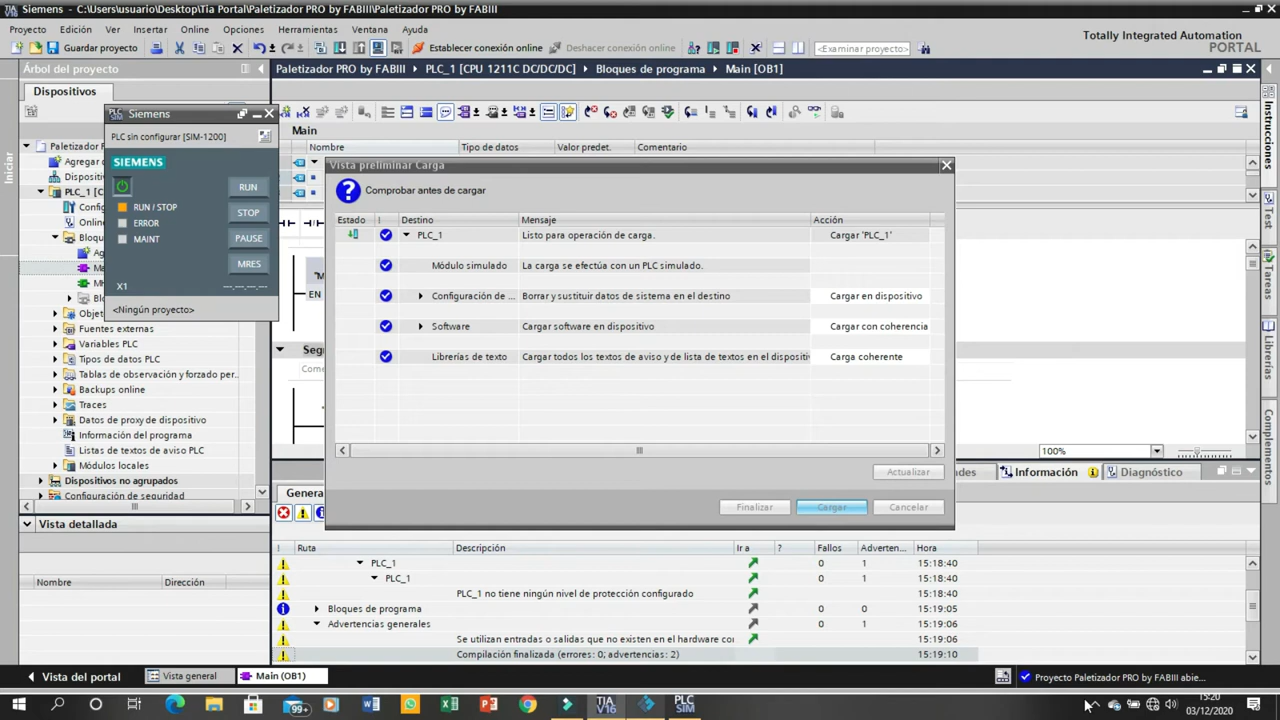 Siemens - C:\Users\usuario\Desktop\Tia Portal\Paletizador PRO by FABIII\Paletizador PRO by FABIII
Proyecto Edición Ver Insertar Online Opciones Herramientas Ventana Ayuda
Totally Integrated Automation
PORTAL
Guardar proyecto
Establecer conexión online
Deshacer conexión online
<Examinar proyecto>
Árbol del proyecto
Paletizador PRO by FABIII
PLC_1 [CPU 1211C DC/DC/DC]
Bloques de programa
Main [OB1]
Dispositivos
Siemens
PLC sin configurar [SIM-1200]
SIEMENS
RUN
RUN / STOP
STOP
ERROR
MAINT
PAUSE
MRES
X1
<Ningún proyecto>
Iniciar
Fuentes externas
Variables PLC
Tipos de datos PLC
Tablas de observación y forzado per...
Backups online
Traces
Datos de proxy de dispositivo
Información del programa
Listas de textos de aviso PLC
Módulos locales
Dispositivos no agrupados
Configuración de seguridad
Vista detallada
Nombre Dirección
Main
Nombre Tipo de datos Valor predet. Comentario
EN
Vista preliminar Carga
Comprobar antes de cargar
Estado ! Destino Mensaje Acción
PLC_1 Listo para operación de carga. Cargar 'PLC_1'
Módulo simulado La carga se efectúa con un PLC simulado.
Configuración de ... Borrar y sustituir datos de sistema en el destino Cargar en dispositivo
Software Cargar software en dispositivo Cargar con coherencia
Librerías de texto Cargar todos los textos de aviso y de lista de textos en el dispositi Carga coherente
Actualizar
Finalizar Cargar Cancelar
100%
Información
Diagnóstico
Instrucciones
Test
Tareas
Librerías
Complementos
! Ruta Descripción Ir a ? Fallos Adverten... Hora
PLC_1 0 1 15:18:40
PLC_1 0 1 15:18:40
PLC_1 no tiene ningún nivel de protección configurado 15:18:40
Bloques de programa 0 0 15:19:05
Advertencias generales 0 1 15:19:06
Se utilizan entradas o salidas que no existen en el hardware co 15:19:06
Compilación finalizada (errores: 0; advertencias: 2) 15:19:10
Vista del portal
Vista general
Main (OB1)
Proyecto Paletizador PRO by FABIII abie...
99+
TIA
V16
PLC
SIM
15:20
03/12/2020